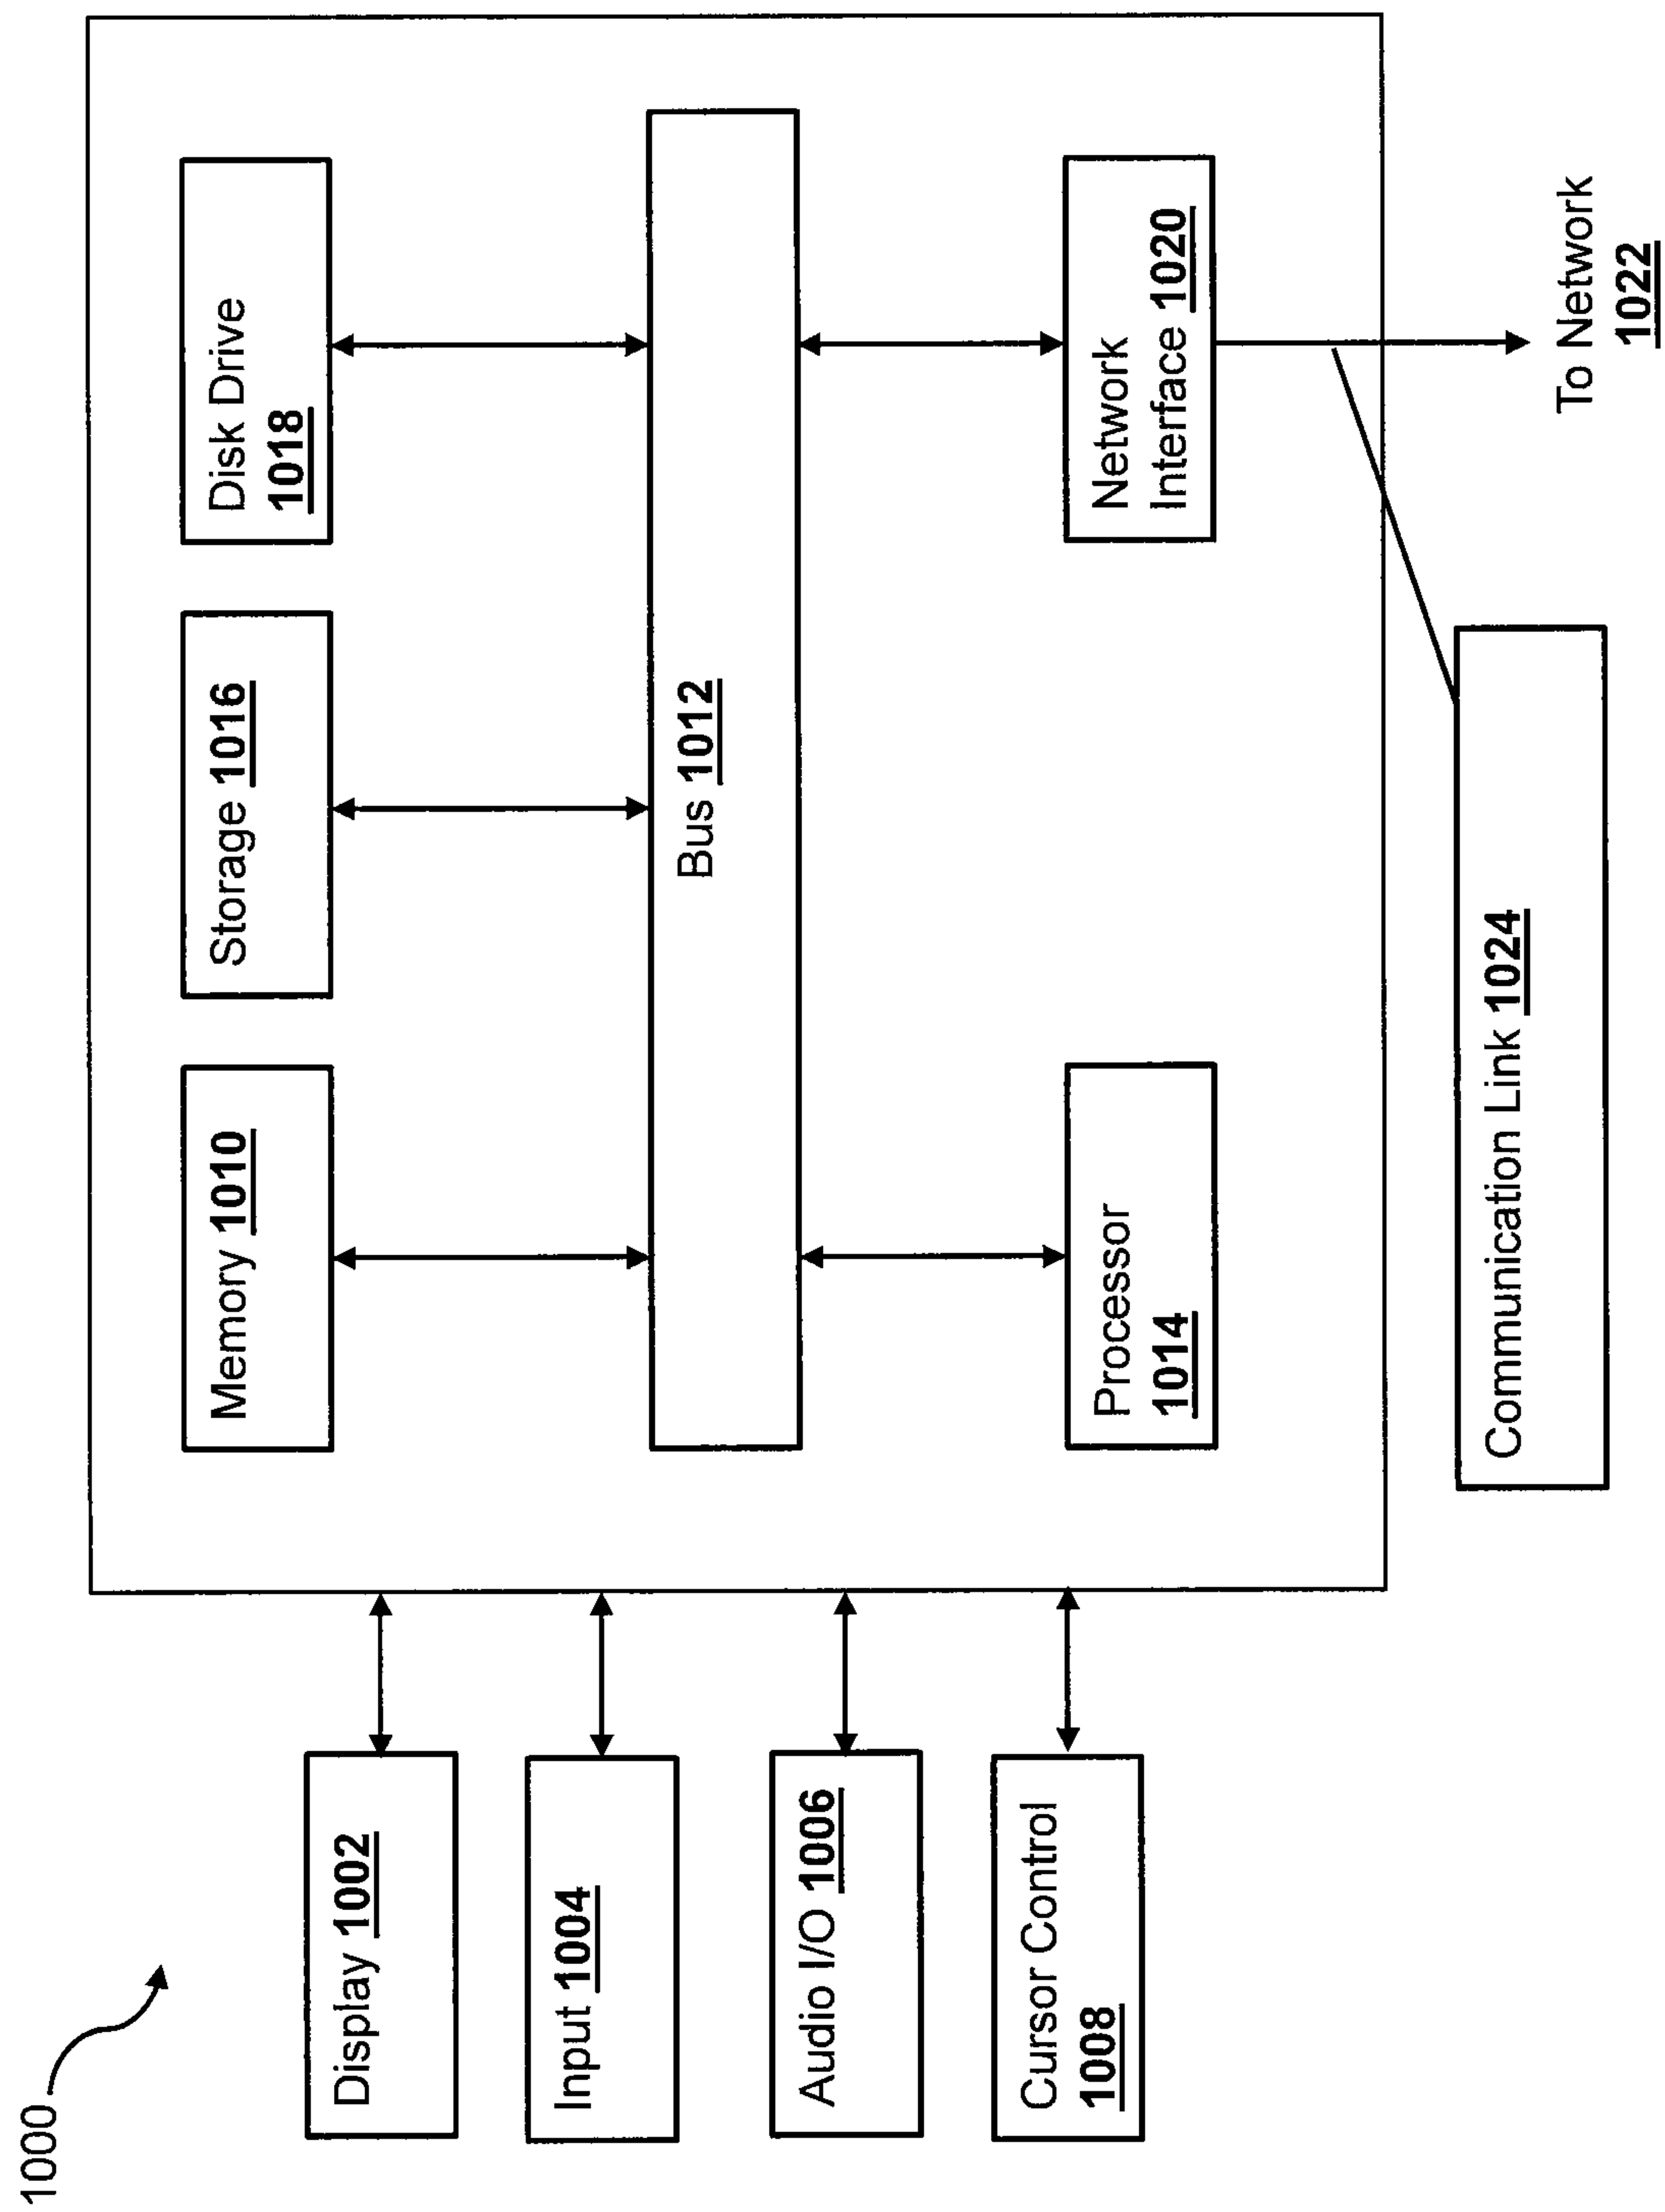 1000
Display 1002
Input 1004
Audio I/O 1006
Cursor Control
1008
Memory 1010
Storage 1016
Disk Drive
1018
Bus 1012
Processor
1014
Network
Interface 1020
Communication Link 1024
To Network
1022